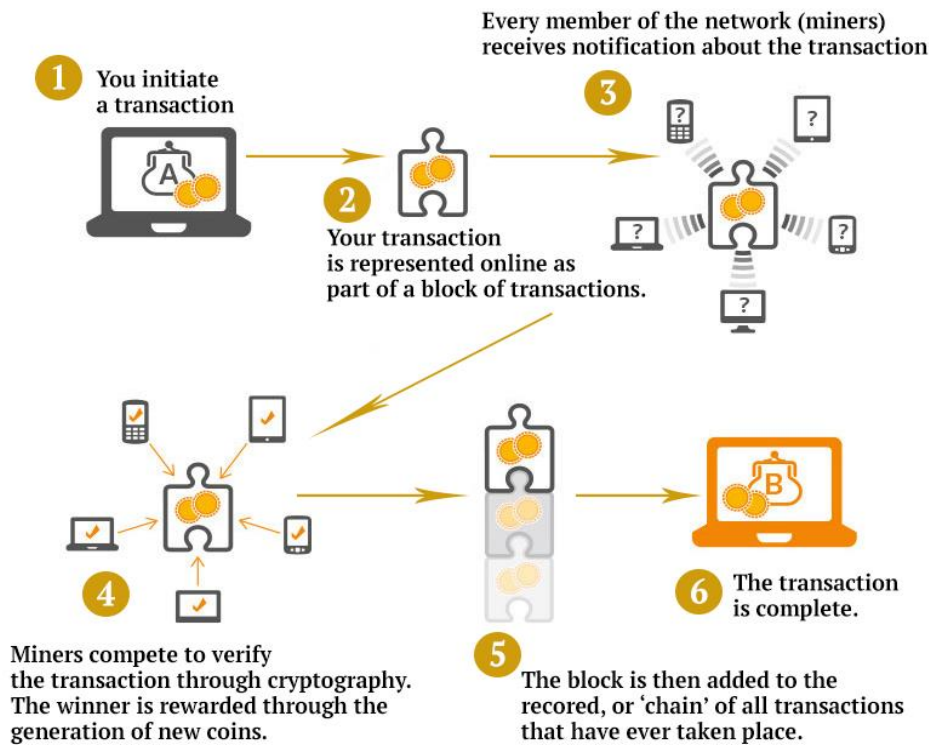 1
You initiate
a transaction
A
2
Your transaction
is represented online as
part of a block of transactions.
Every member of the network (miners)
receives notification about the transaction
3
?
?
?
?
?
4
Miners compete to verify
the transaction through cryptography.
The winner is rewarded through the
generation of new coins.
5
The block is then added to the
recored, or ‘chain’ of all transactions
that have ever taken place.
B
6
The transaction
is complete.